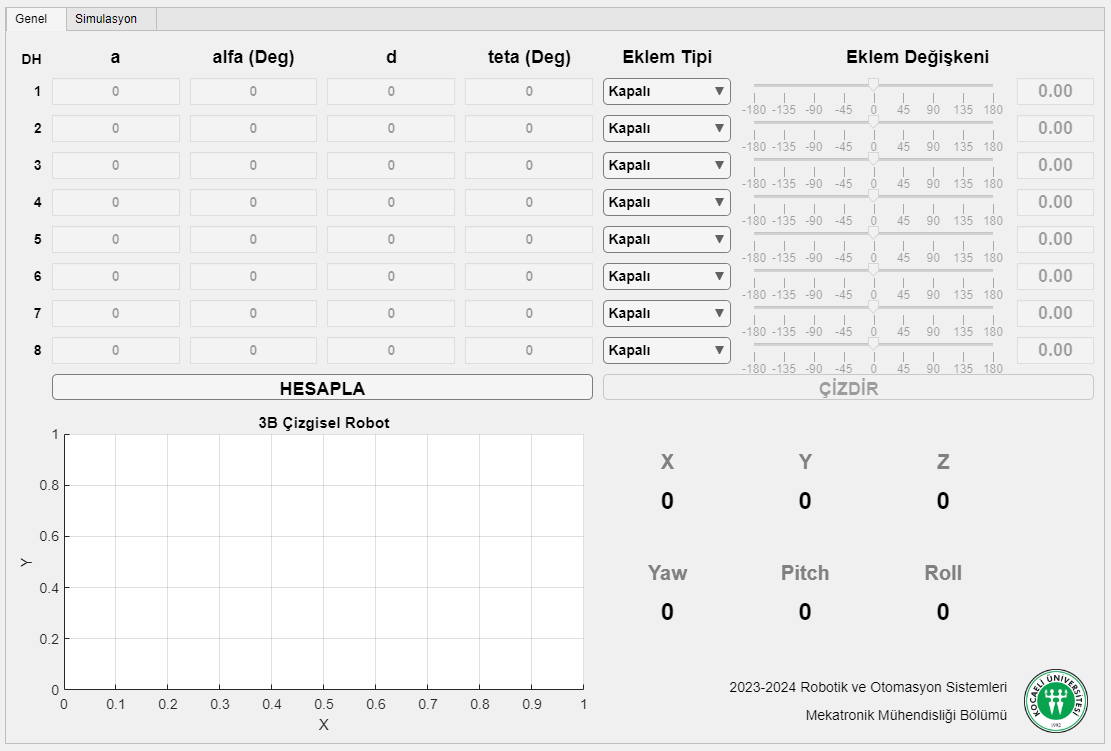 Genel Simulasyon
DH a alfa (Deg) d teta (Deg) Eklem Tipi Eklem Değişkeni
1 0 0 0 0 Kapalı 0.00
-180 -135 -90 -45 0 45 90 135 180
2 0 0 0 0 Kapalı 0.00
-180 -135 -90 -45 0 45 90 135 180
3 0 0 0 0 Kapalı 0.00
-180 -135 -90 -45 0 45 90 135 180
4 0 0 0 0 Kapalı 0.00
-180 -135 -90 -45 0 45 90 135 180
5 0 0 0 0 Kapalı 0.00
-180 -135 -90 -45 0 45 90 135 180
6 0 0 0 0 Kapalı 0.00
-180 -135 -90 -45 0 45 90 135 180
7 0 0 0 0 Kapalı 0.00
-180 -135 -90 -45 0 45 90 135 180
8 0 0 0 0 Kapalı 0.00
-180 -135 -90 -45 0 45 90 135 180
HESAPLA ÇİZDİR
3B Çizgisel Robot
1
0.8
0.6
0.4
0.2
0
Y
0 0.1 0.2 0.3 0.4 0.5 0.6 0.7 0.8 0.9 1
X
X Y Z
0 0 0
Yaw Pitch Roll
0 0 0
2023-2024 Robotik ve Otomasyon Sistemleri
Mekatronik Mühendisliği Bölümü
KOCAELİ ÜNİVERSİTESİ
1992